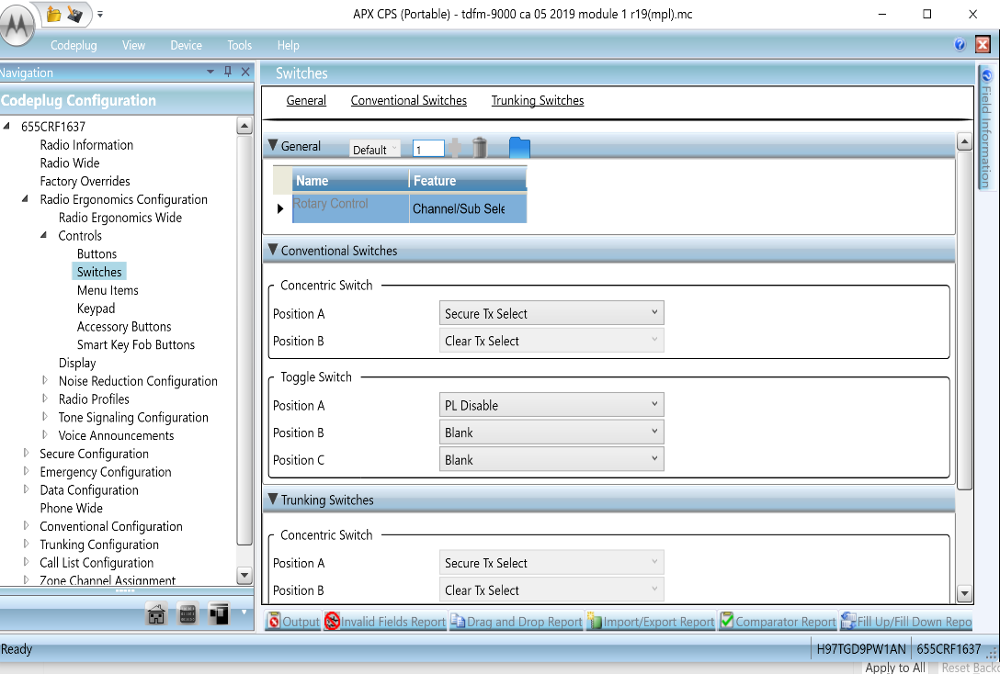 APX CPS (Portable) - tdfm-9000 ca 05 2019 module 1 r19(mpl).mc
Codeplug View Device Tools Help
Navigation
Codeplug Configuration
655CRF1637
Radio Information
Radio Wide
Factory Overrides
Radio Ergonomics Configuration
Radio Ergonomics Wide
Controls
Buttons
Switches
Menu Items
Keypad
Accessory Buttons
Smart Key Fob Buttons
Display
Noise Reduction Configuration
Radio Profiles
Tone Signaling Configuration
Voice Announcements
Secure Configuration
Emergency Configuration
Data Configuration
Phone Wide
Conventional Configuration
Trunking Configuration
Call List Configuration
Zone Channel Assignment
Switches
General Conventional Switches Trunking Switches
General Default 1
Name Feature
Rotary Control Channel/Sub Sele
Conventional Switches
Concentric Switch
Position A Secure Tx Select
Position B Clear Tx Select
Toggle Switch
Position A PL Disable
Position B Blank
Position C Blank
Trunking Switches
Concentric Switch
Position A Secure Tx Select
Position B Clear Tx Select
Field Information
Output Invalid Fields Report Drag and Drop Report Import/Export Report Comparator Report Fill Up/Fill Down Repo
Ready H97TGD9PW1AN 655CRF1637
Apply to All Reset Back